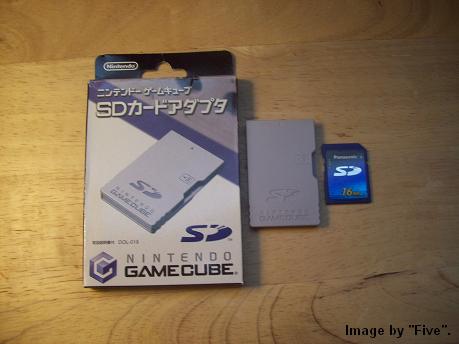 Nintendo
ニンテンドー ゲームキューブ
SDカードアダプタ
SD
NINTENDO
GAMECUBE
SD™
DOL-019
NINTENDO
GAMECUBE®
SD
NINTENDO
GAMECUBE
Panasonic
SD
16
Image by "Five".